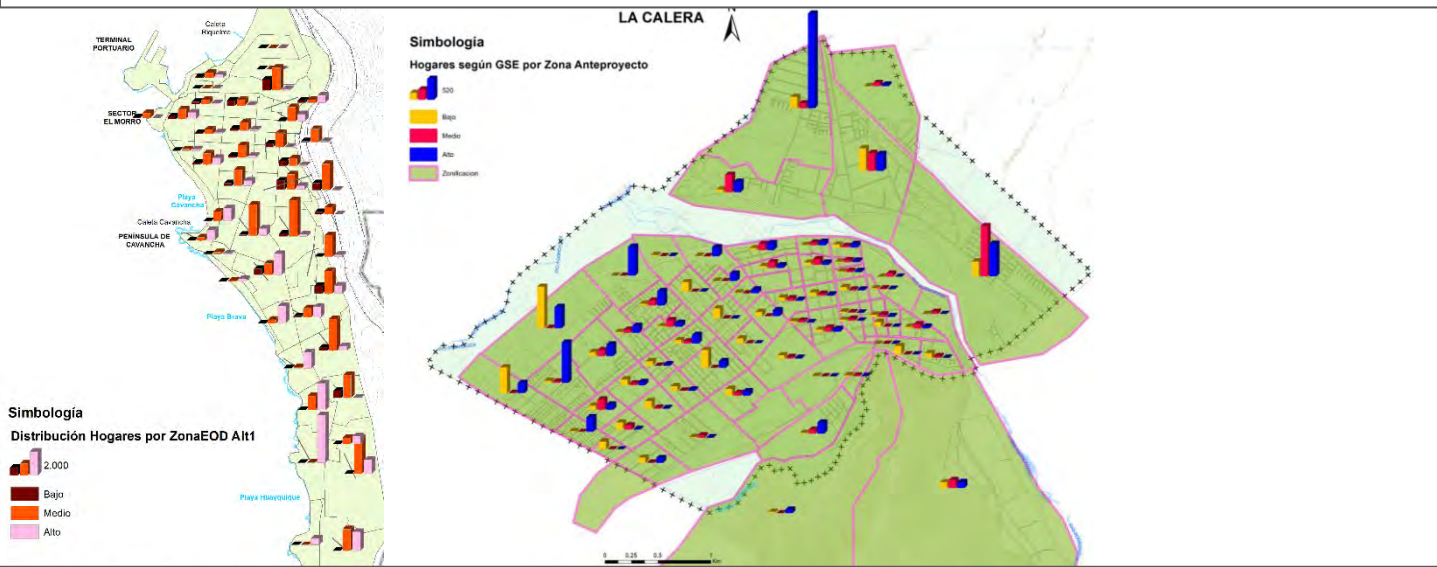 Caleta
Riquelme
TERMINAL
PORTUARIO
SECTOR
EL MORRO
Playa
Cavancha
Caleta Cavancha
PENÍNSULA DE
CAVANCHA
Playa Brava
Playa Huayquique
Simbología
Distribución Hogares por ZonaEOD Alt1
2.000
Bajo
Medio
Alto
LA CALERA
N
Simbología
Hogares según GSE por Zona Anteproyecto
520
Bajo
Medio
Alto
Zonificacion
0 0.25 0.5 1
Km